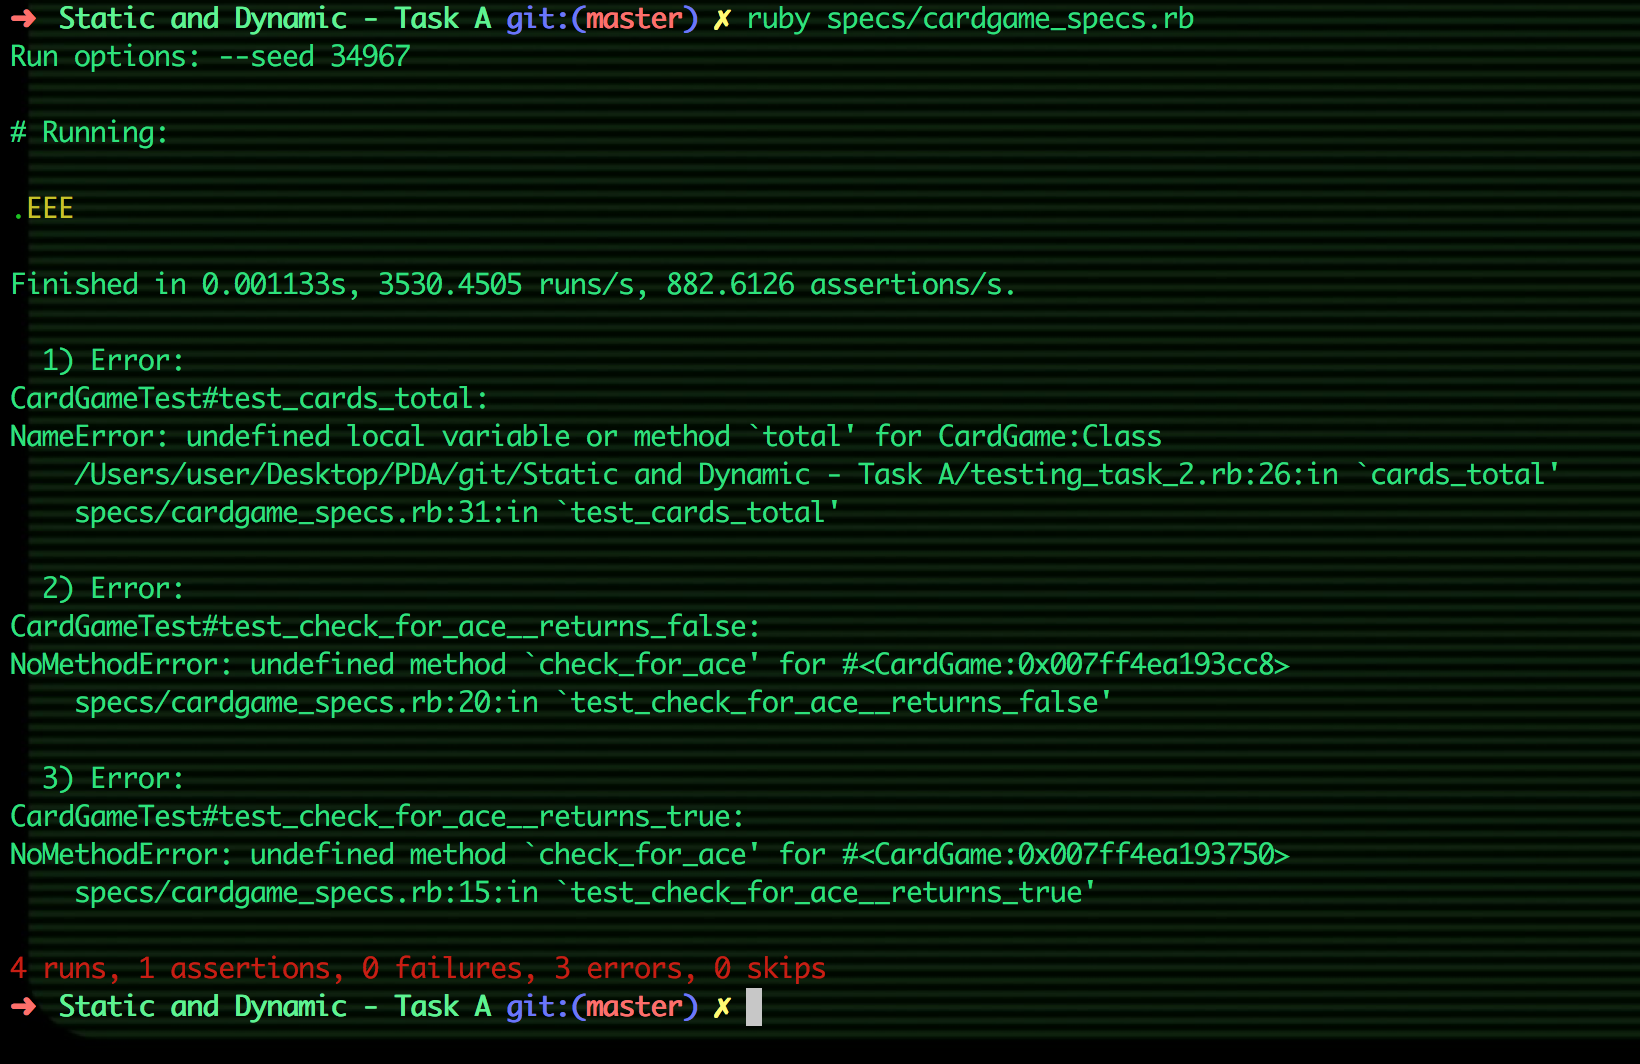 ➜ Static and Dynamic - Task A git:(master) ✗ ruby specs/cardgame_specs.rb
Run options: --seed 34967
# Running:
.EEE
Finished in 0.001133s, 3530.4505 runs/s, 882.6126 assertions/s.
1) Error:
CardGameTest#test_cards_total:
NameError: undefined local variable or method `total' for CardGame:Class
/Users/user/Desktop/PDA/git/Static and Dynamic - Task A/testing_task_2.rb:26:in `cards_total'
specs/cardgame_specs.rb:31:in `test_cards_total'
2) Error:
CardGameTest#test_check_for_ace__returns_false:
NoMethodError: undefined method `check_for_ace' for #<CardGame:0x007ff4ea193cc8>
specs/cardgame_specs.rb:20:in `test_check_for_ace__returns_false'
3) Error:
CardGameTest#test_check_for_ace__returns_true:
NoMethodError: undefined method `check_for_ace' for #<CardGame:0x007ff4ea193750>
specs/cardgame_specs.rb:15:in `test_check_for_ace__returns_true'
4 runs, 1 assertions, 0 failures, 3 errors, 0 skips
➜ Static and Dynamic - Task A git:(master) ✗